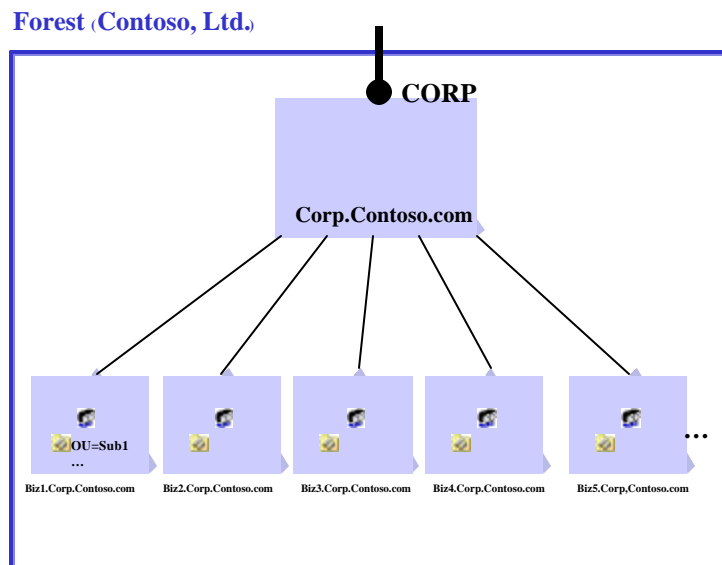 Forest (Contoso, Ltd.)
CORP
Corp.Contoso.com
OU=Sub1
...
...
Biz1.Corp.Contoso.com
Biz2.Corp.Contoso.com
Biz3.Corp.Contoso.com
Biz4.Corp.Contoso.com
Biz5.Corp,Contoso.com